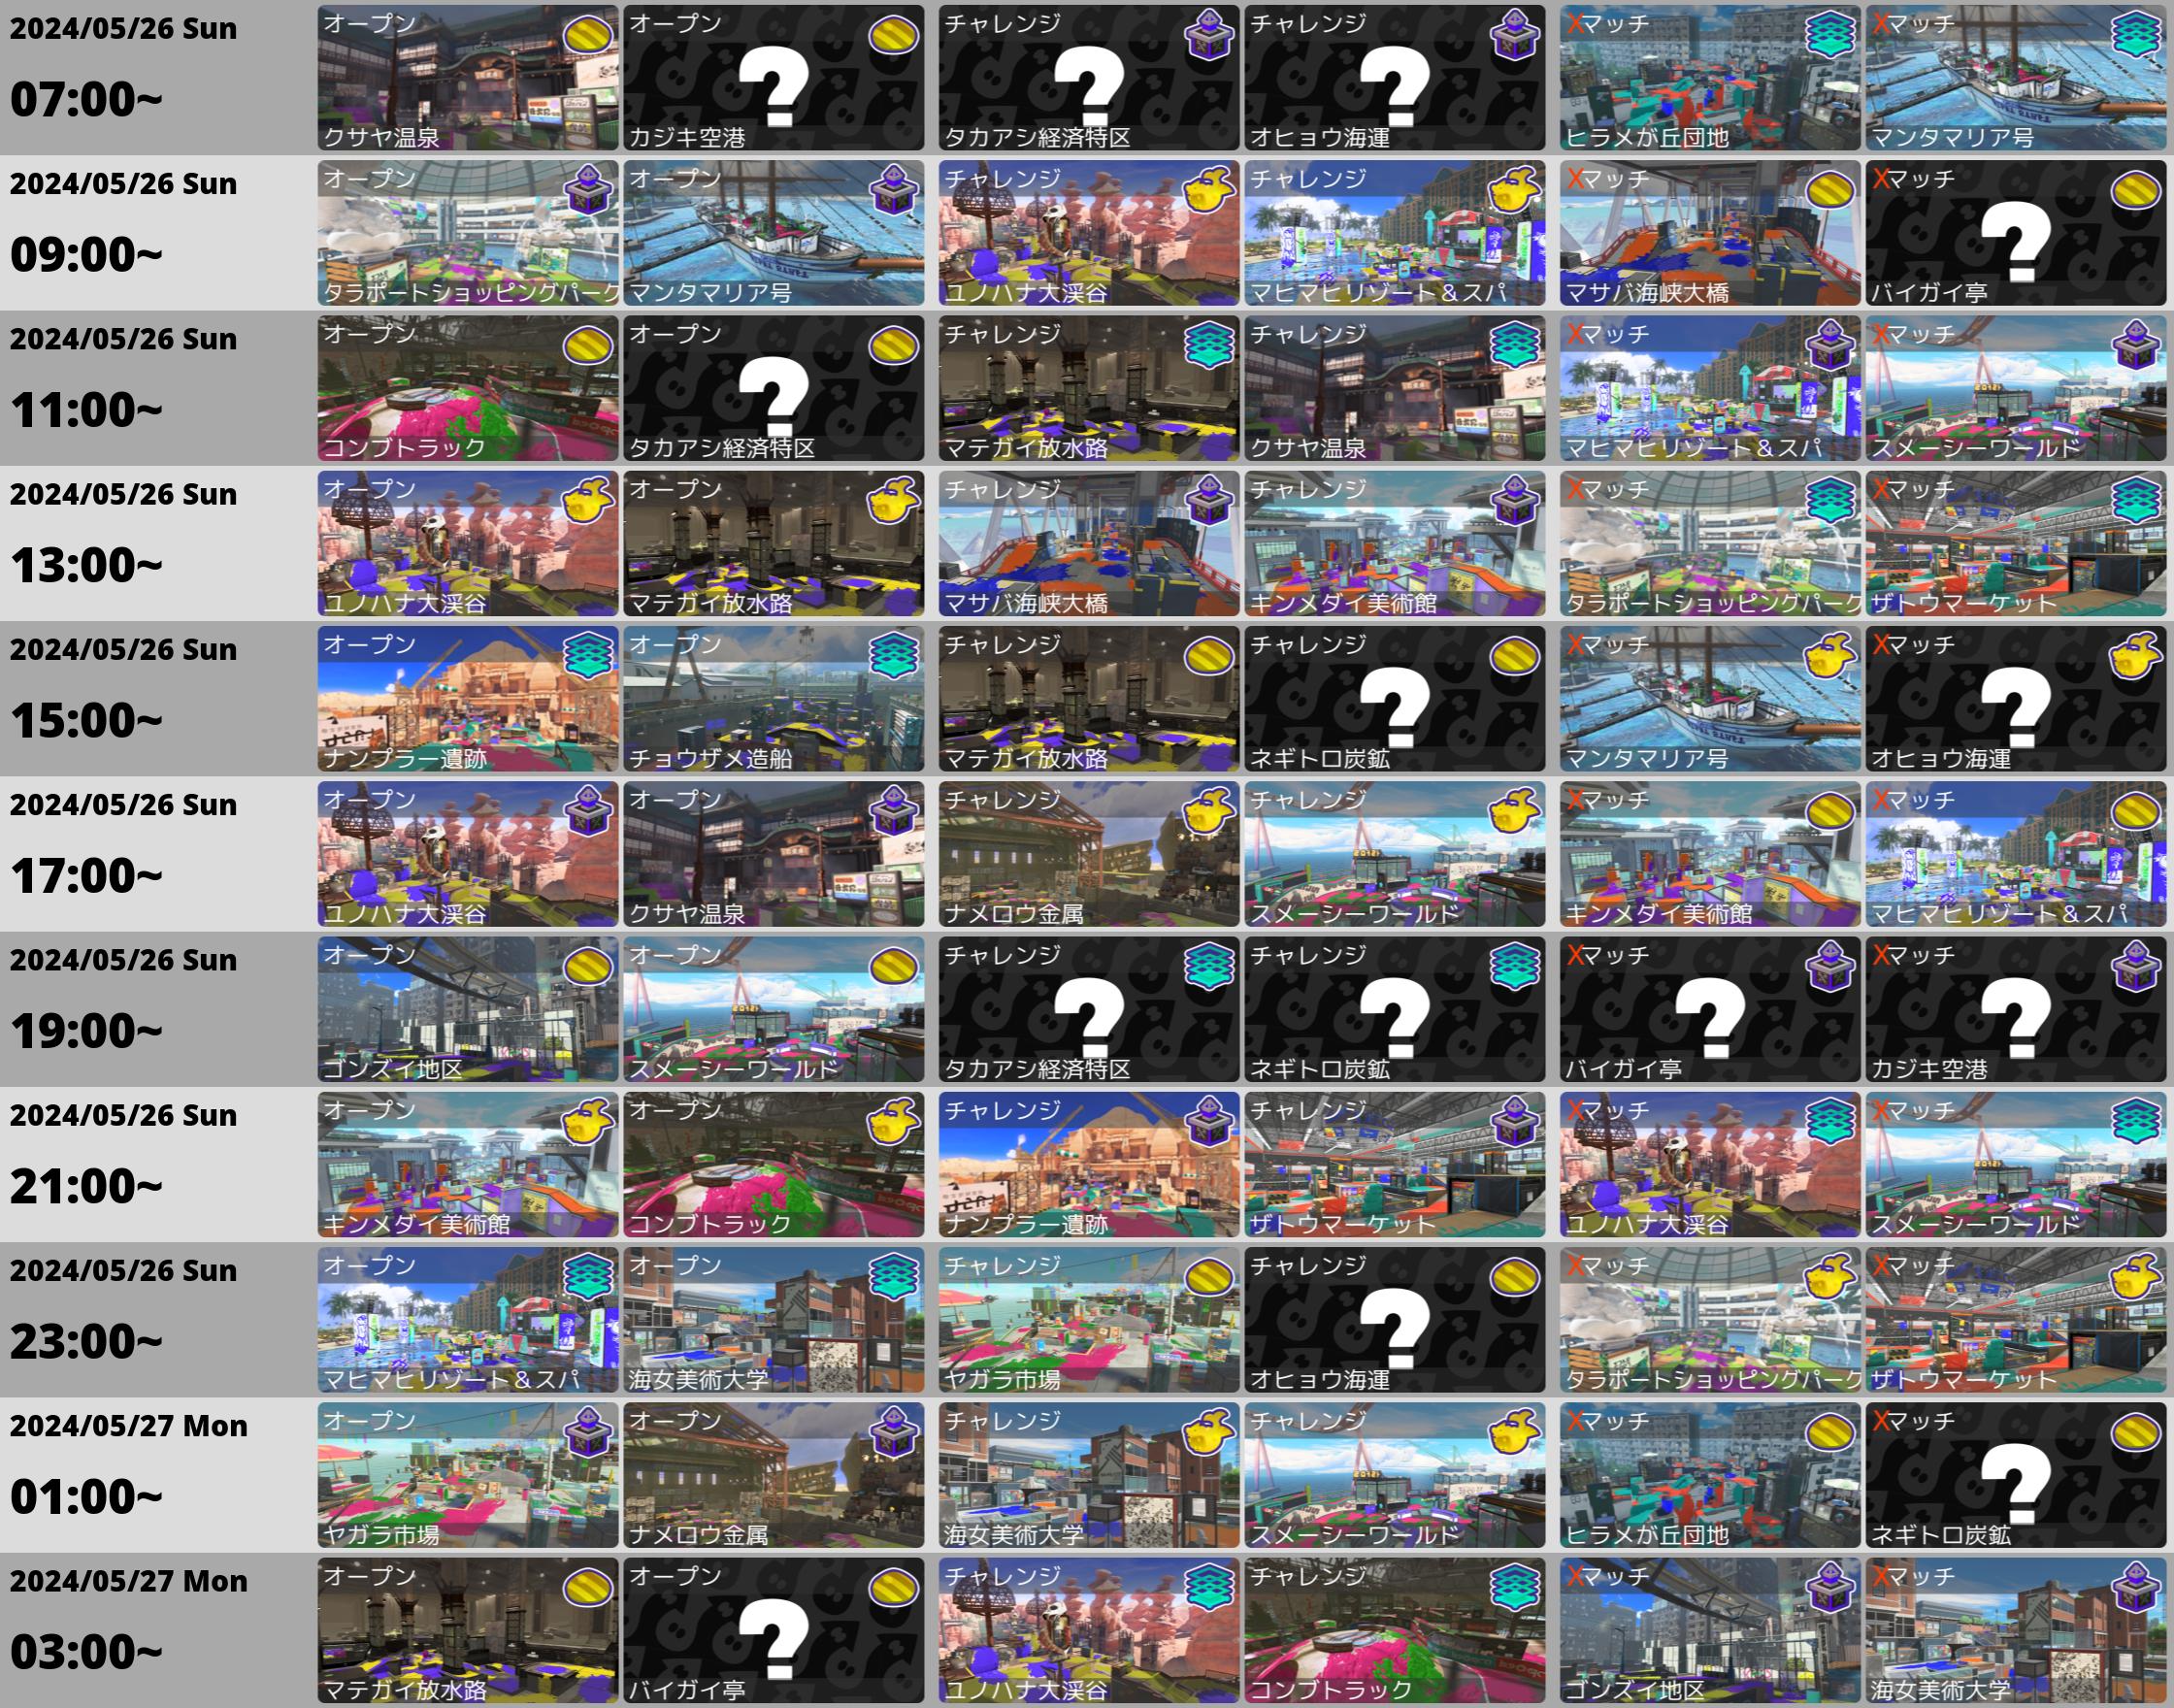 2024/05/26 Sun
07:00~
オープン
クサヤ温泉
オープン
カジキ空港
チャレンジ
タカアシ経済特区
チャレンジ
オヒョウ海運
Xマッチ
ヒラメが丘団地
Xマッチ
マンタマリア号
2024/05/26 Sun
09:00~
オープン
タラポートショッピングパーク
オープン
マンタマリア号
チャレンジ
ユノハナ大渓谷
チャレンジ
マヒマヒリゾート&スパ
Xマッチ
マサバ海峡大橋
Xマッチ
バイガイ亭
2024/05/26 Sun
11:00~
オープン
コンブトラック
オープン
タカアシ経済特区
チャレンジ
マテガイ放水路
チャレンジ
クサヤ温泉
Xマッチ
マヒマヒリゾート&スパ
Xマッチ
スメーシーワールド
2024/05/26 Sun
13:00~
オープン
ユノハナ大渓谷
オープン
マテガイ放水路
チャレンジ
マサバ海峡大橋
チャレンジ
キンメダイ美術館
Xマッチ
タラポートショッピングパーク
Xマッチ
ザトウマーケット
2024/05/26 Sun
15:00~
オープン
ナンプラー遺跡
オープン
チョウザメ造船
チャレンジ
マテガイ放水路
チャレンジ
ネギトロ炭鉱
Xマッチ
マンタマリア号
Xマッチ
オヒョウ海運
2024/05/26 Sun
17:00~
オープン
ユノハナ大渓谷
オープン
クサヤ温泉
チャレンジ
ナメロウ金属
チャレンジ
スメーシーワールド
Xマッチ
キンメダイ美術館
Xマッチ
マヒマヒリゾート&スパ
2024/05/26 Sun
19:00~
オープン
ゴンズイ地区
オープン
スメーシーワールド
チャレンジ
タカアシ経済特区
チャレンジ
ネギトロ炭鉱
Xマッチ
バイガイ亭
Xマッチ
カジキ空港
2024/05/26 Sun
21:00~
オープン
キンメダイ美術館
オープン
コンブトラック
チャレンジ
ナンプラー遺跡
チャレンジ
ザトウマーケット
Xマッチ
ユノハナ大渓谷
Xマッチ
スメーシーワールド
2024/05/26 Sun
23:00~
オープン
マヒマヒリゾート&スパ
オープン
海女美術大学
チャレンジ
ヤガラ市場
チャレンジ
オヒョウ海運
Xマッチ
タラポートショッピングパーク
Xマッチ
ザトウマーケット
2024/05/27 Mon
01:00~
オープン
ヤガラ市場
オープン
ナメロウ金属
チャレンジ
海女美術大学
チャレンジ
スメーシーワールド
Xマッチ
ヒラメが丘団地
Xマッチ
ネギトロ炭鉱
2024/05/27 Mon
03:00~
オープン
マテガイ放水路
オープン
バイガイ亭
チャレンジ
ユノハナ大渓谷
チャレンジ
コンブトラック
Xマッチ
ゴンズイ地区
Xマッチ
海女美術大学